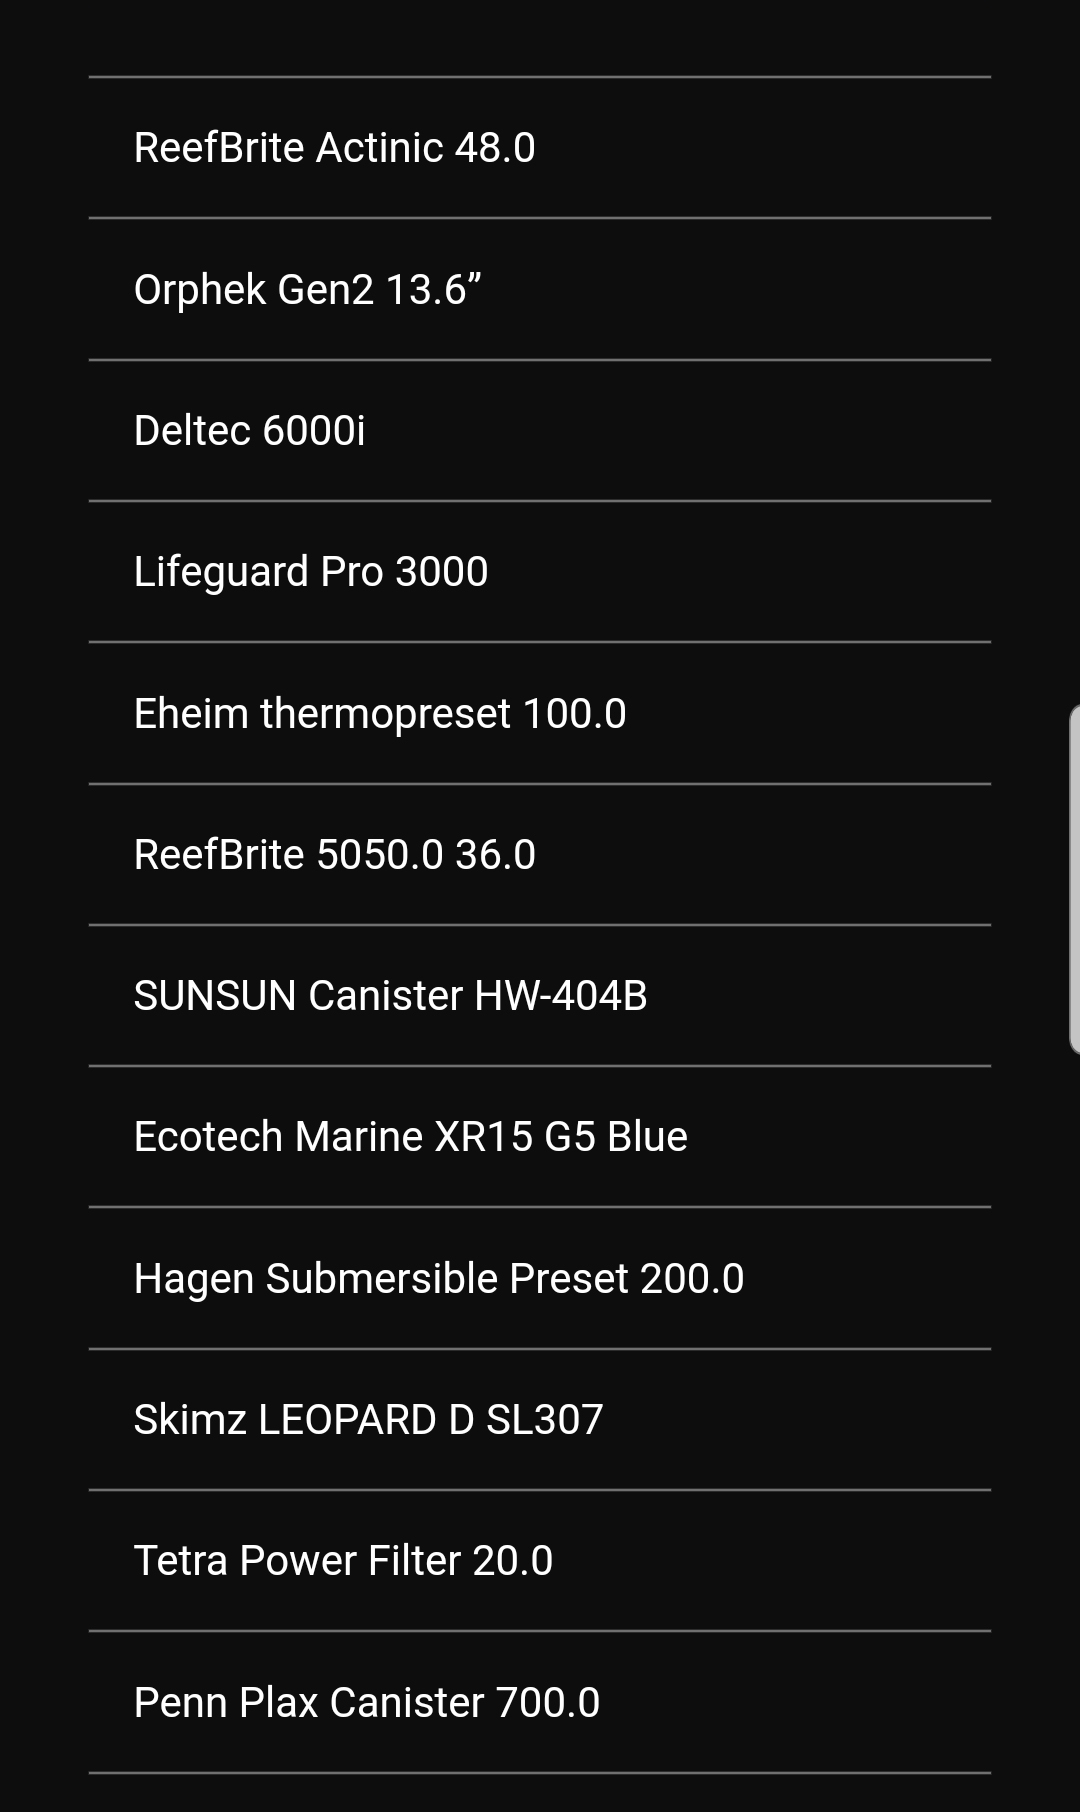 ReefBrite Actinic 48.0
Orphek Gen2 13.6”
Deltec 6000i
Lifeguard Pro 3000
Eheim thermopreset 100.0
ReefBrite 5050.0 36.0
SUNSUN Canister HW-404B
Ecotech Marine XR15 G5 Blue
Hagen Submersible Preset 200.0
Skimz LEOPARD D SL307
Tetra Power Filter 20.0
Penn Plax Canister 700.0